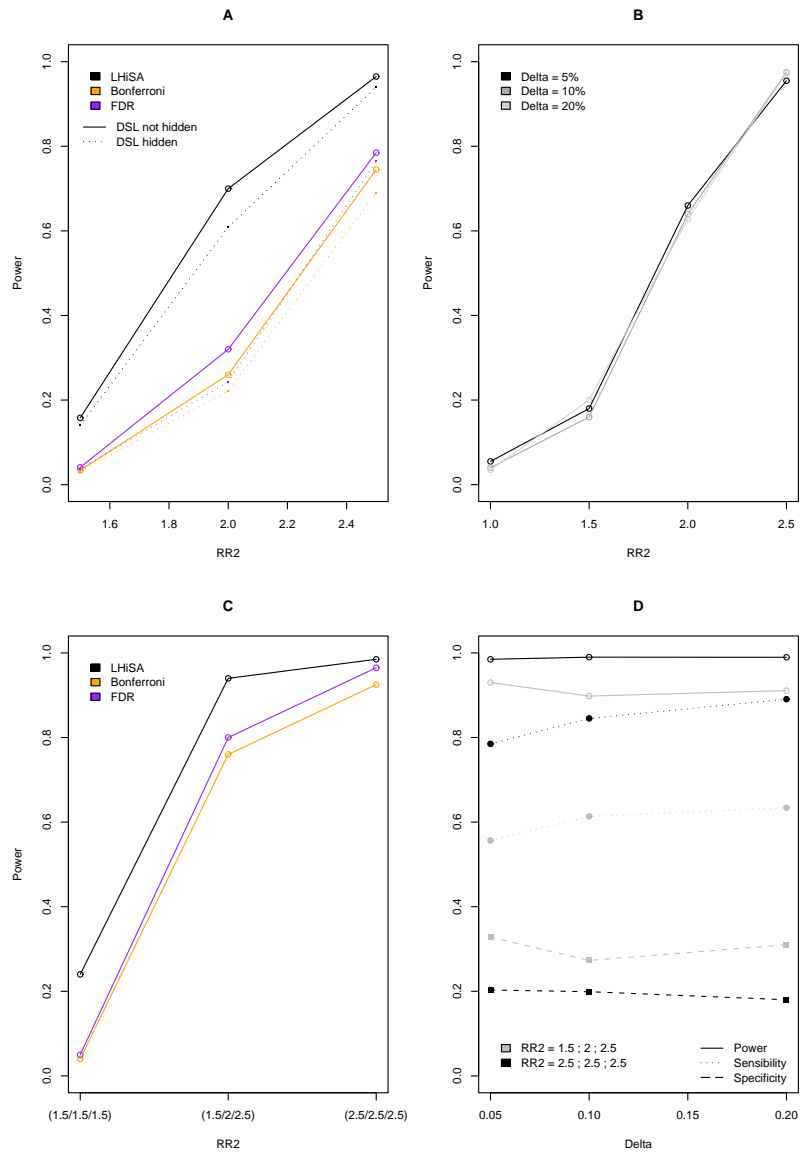 A
1.0
0.8
0.6
0.4
0.2
0.0
Power
LHiSA
Bonferroni
FDR
DSL not hidden
DSL hidden
1.6
1.8
2.0
2.2
2.4
RR2
B
1.0
0.8
0.6
0.4
0.2
0.0
Power
Delta = 5%
Delta = 10%
Delta = 20%
1.0
1.5
2.0
2.5
RR2
C
1.0
0.8
0.6
0.4
0.2
0.0
Power
LHiSA
Bonferroni
FDR
(1.5/1.5/1.5)
(1.5/2/2.5)
(2.5/2.5/2.5)
RR2
D
1.0
0.8
0.6
0.4
0.2
0.0
RR2 = 1.5 ; 2 ; 2.5
RR2 = 2.5 ; 2.5 ; 2.5
Power
Sensibility
Specificity
0.05
0.10
0.15
0.20
Delta